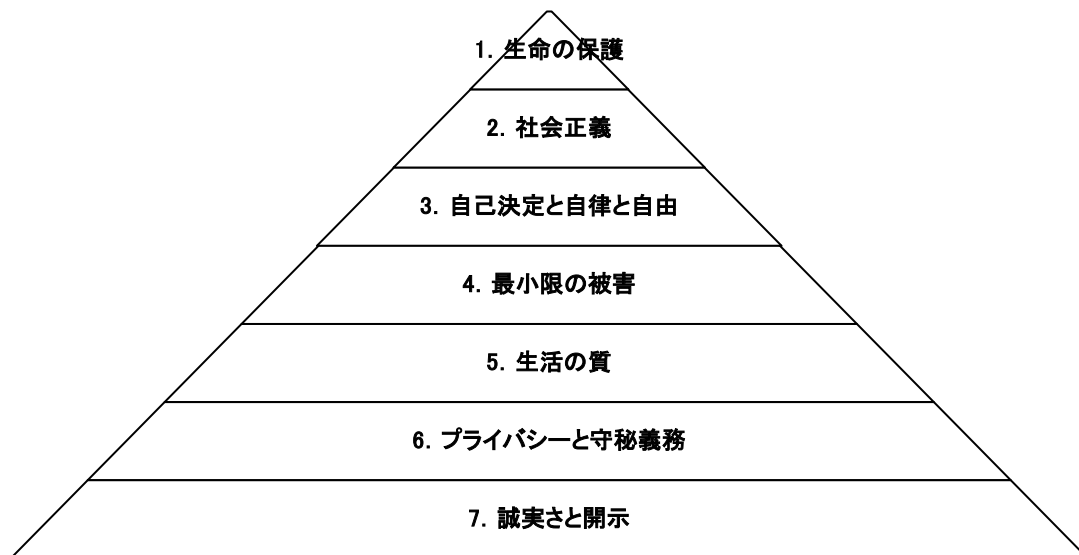 1. 生命の保護
2. 社会正義
3. 自己決定と自律と自由
4. 最小限の被害
5. 生活の質
6. プライバシーと守秘義務
7. 誠実さと開示